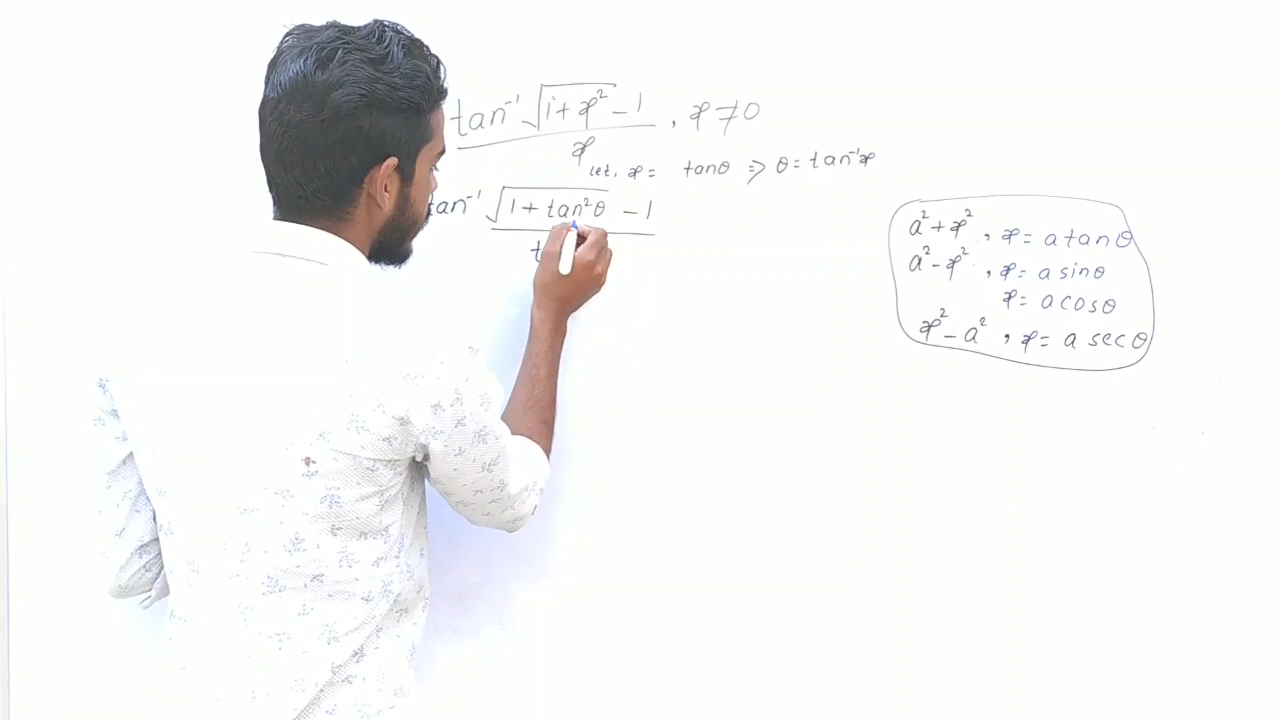 tan⁻¹ √1+x² - 1 , x ≠ 0
x
Let, x = tanθ ⇒ θ = tan⁻¹x
tan⁻¹ √1 + tan²θ - 1
t
a² + x² , x = a tanθ
a² - x² , x = a sinθ
x = a cosθ
x² - a² , x = a secθ